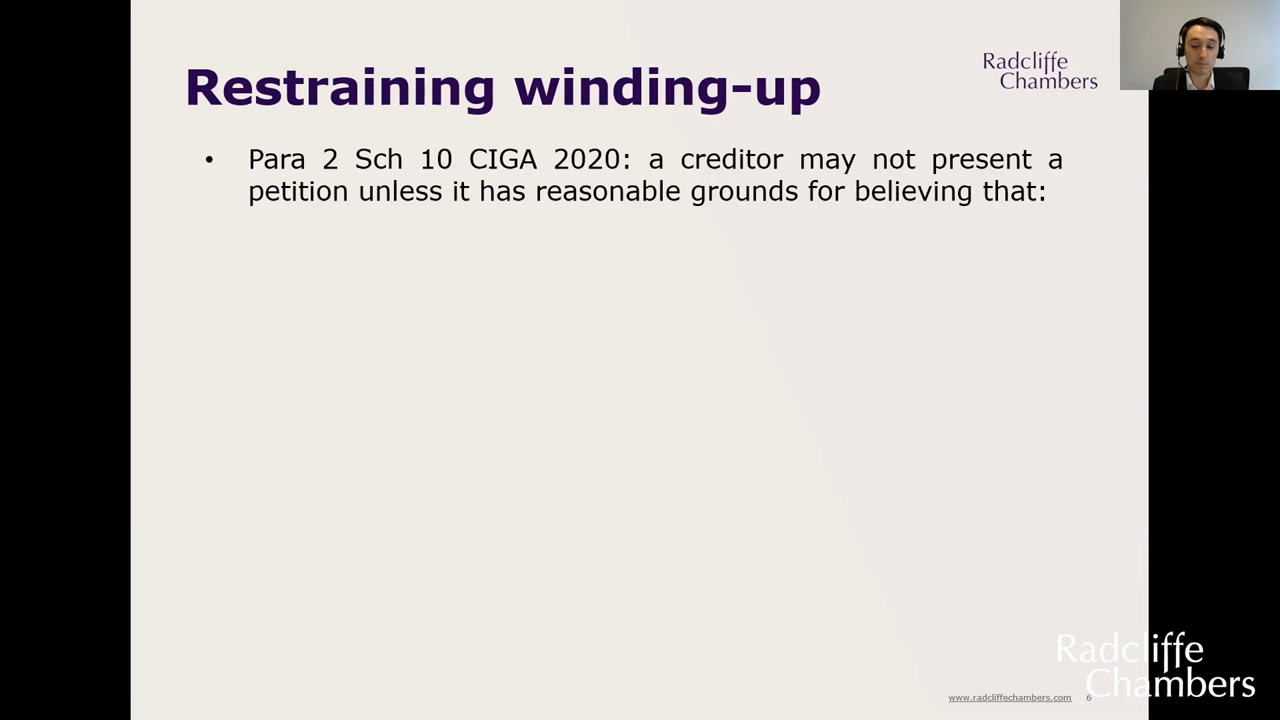 Restraining winding-up
Radcliffe
Chambers
• Para 2 Sch 10 CIGA 2020: a creditor may not present a
petition unless it has reasonable grounds for believing that:
Radcliffe
Chambers
www.radcliffechambers.com 6